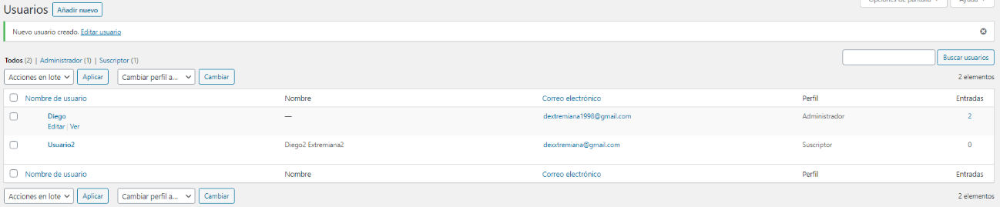 Usuarios Añadir nuevo
Opciones de pantalla Ayuda
Nuevo usuario creado. Editar usuario
Todos (2) | Administrador (1) | Suscriptor (1)
Buscar usuarios
Acciones en lote Aplicar Cambiar perfil a... Cambiar 2 elementos
Nombre de usuario Nombre Correo electrónico Perfil Entradas
Diego — dextremiana1998@gmail.com Administrador 2
Editar | Ver
Usuario2 Diego2 Extremiana2 dexxtremiana@gmail.com Suscriptor 0
Nombre de usuario Nombre Correo electrónico Perfil Entradas
Acciones en lote Aplicar Cambiar perfil a... Cambiar 2 elementos